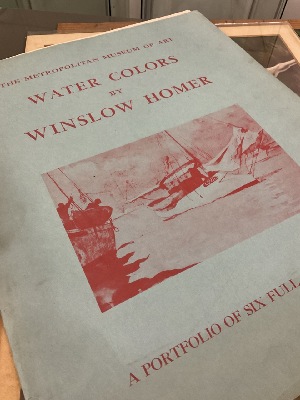 THE METROPOLITAN MUSEUM OF ART
WATER COLORS
BY
WINSLOW HOMER
A PORTFOLIO OF SIX FULL